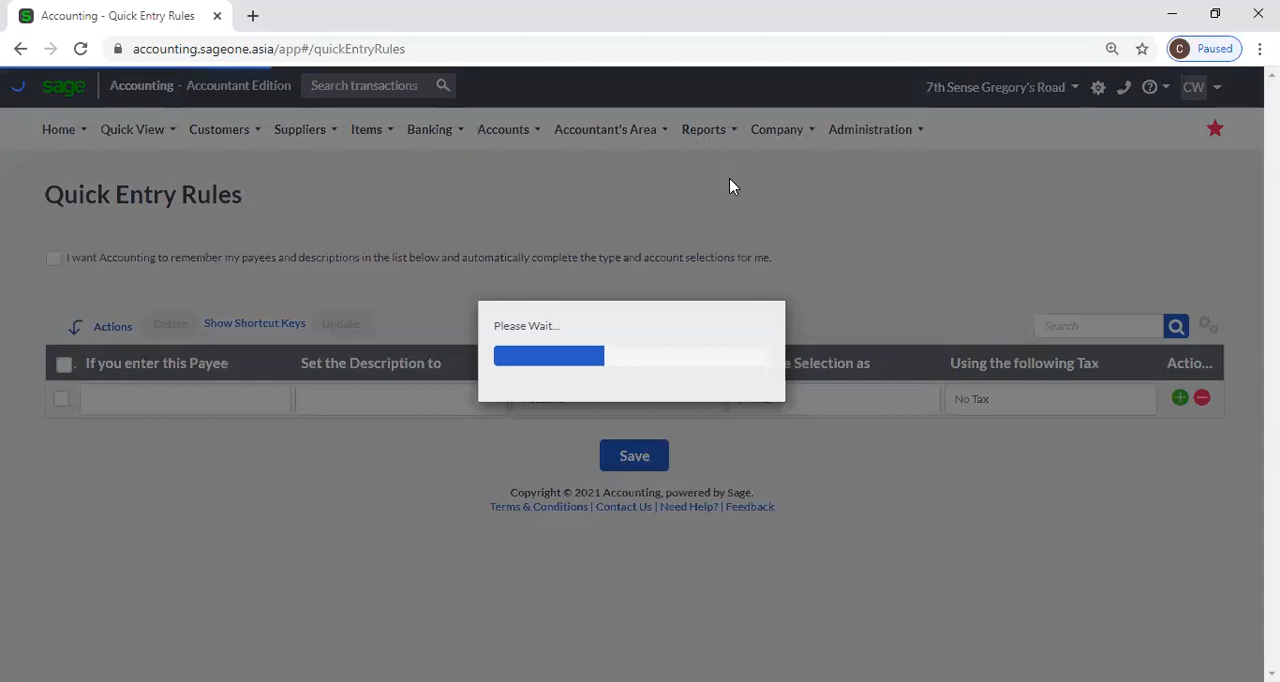 Accounting - Quick Entry Rules
accounting.sageone.asia/app#/quickEntryRules
C Paused
sage Accounting - Accountant Edition Search transactions 7th Sense Gregory's Road CW
Home Quick View Customers Suppliers Items Banking Accounts Accountant's Area Reports Company Administration
Quick Entry Rules
I want Accounting to remember my payees and descriptions in the list below and automatically complete the type and account selections for me.
Please Wait...
Actions Delete Show Shortcut Keys Update Search
If you enter this Payee Set the Description to e Selection as Using the following Tax Actio...
No Tax
Save
Copyright © 2021 Accounting, powered by Sage.
Terms & Conditions | Contact Us | Need Help? | Feedback